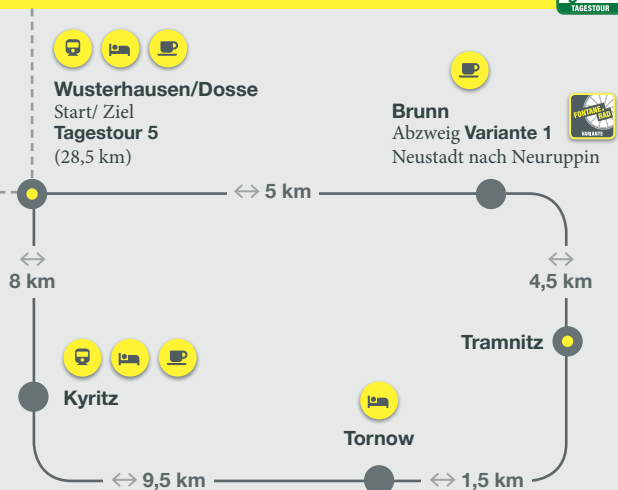 TAGESTOUR
Wusterhausen/Dosse
Start/ Ziel
Tagestour 5
(28,5 km)
Brunn
Abzweig Variante 1
Neustadt nach Neuruppin
FONTANE.
RAD
VARIANTE
5 km
8 km
4,5 km
Tramnitz
Kyritz
Tornow
9,5 km
1,5 km